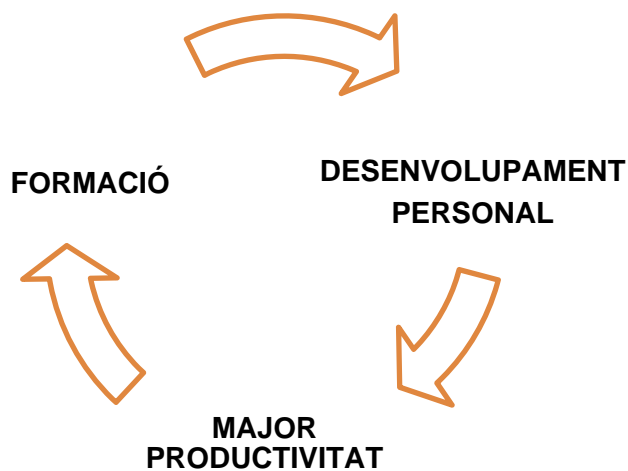 FORMACIÓ
DESENVOLUPAMENT
PERSONAL
MAJOR
PRODUCTIVITAT